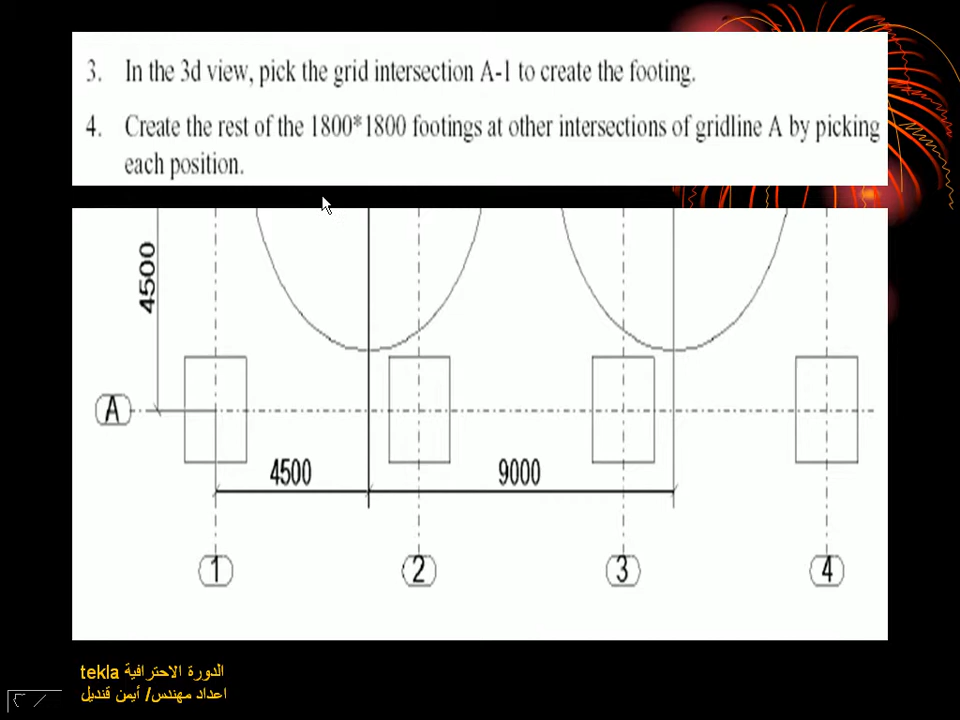 3. In the 3d view, pick the grid intersection A-1 to create the footing.
4. Create the rest of the 1800*1800 footings at other intersections of gridline A by picking
each position.
4500
A
4500
9000
1
2
3
4
الدورة الاحترافية tekla
اعداد مهندس/ أيمن قنديل